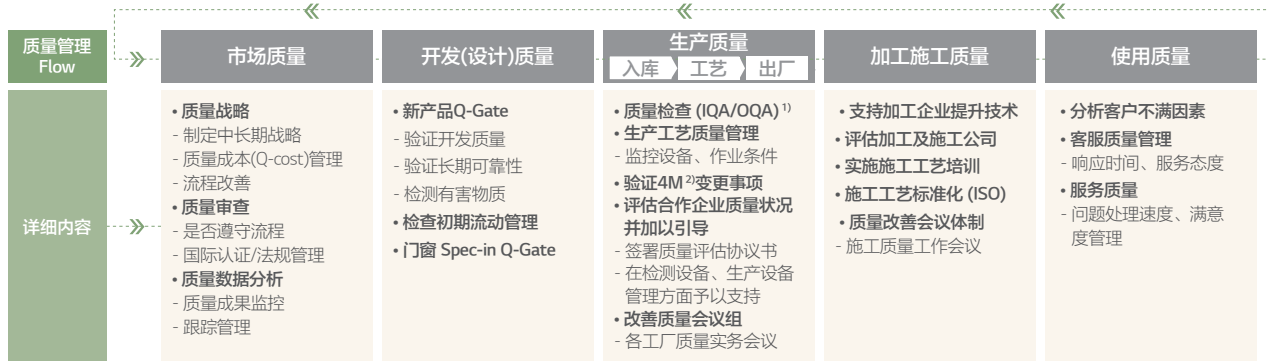 质量管理
Flow
市场质量
开发(设计)质量
生产质量
入库 工艺 出厂
加工施工质量
使用质量
详细内容
• 质量战略
- 制定中长期战略
- 质量成本(Q-cost)管理
- 流程改善
• 质量审查
- 是否遵守流程
- 国际认证/法规管理
• 质量数据分析
- 质量成果监控
- 跟踪管理
• 新产品Q-Gate
- 验证开发质量
- 验证长期可靠性
- 检测有害物质
• 检查初期流动管理
• 门窗 Spec-in Q-Gate
• 质量检查 (IQA/OQA) 1)
• 生产工艺质量管理
- 监控设备、作业条件
• 验证4M 2)变更事项
• 评估合作企业质量状况
并加以引导
- 签署质量评估协议书
- 在检测设备、生产设备
管理方面予以支持
• 改善质量会议组
- 各工厂质量实务会议
• 支持加工企业提升技术
• 评估加工及施工公司
• 实施施工工艺培训
• 施工工艺标准化 (ISO)
• 质量改善会议体制
- 施工质量工作会议
• 分析客户不满因素
• 客服质量管理
- 响应时间、服务态度
• 服务质量
- 问题处理速度、满意
度管理